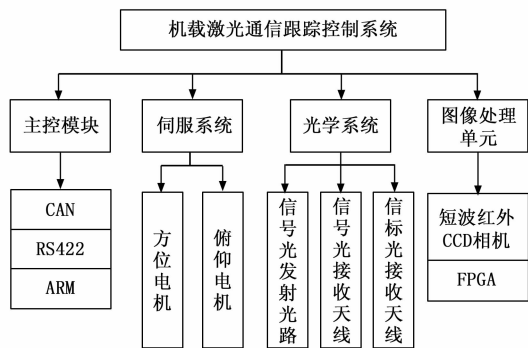 机载激光通信跟踪控制系统
主控模块
伺服系统
光学系统
图像处理
单元
CAN
RS422
ARM
方位电机
俯仰电机
信号光发射光路
信号光接收天线
信标光接收天线
短波红外
CCD相机
FPGA